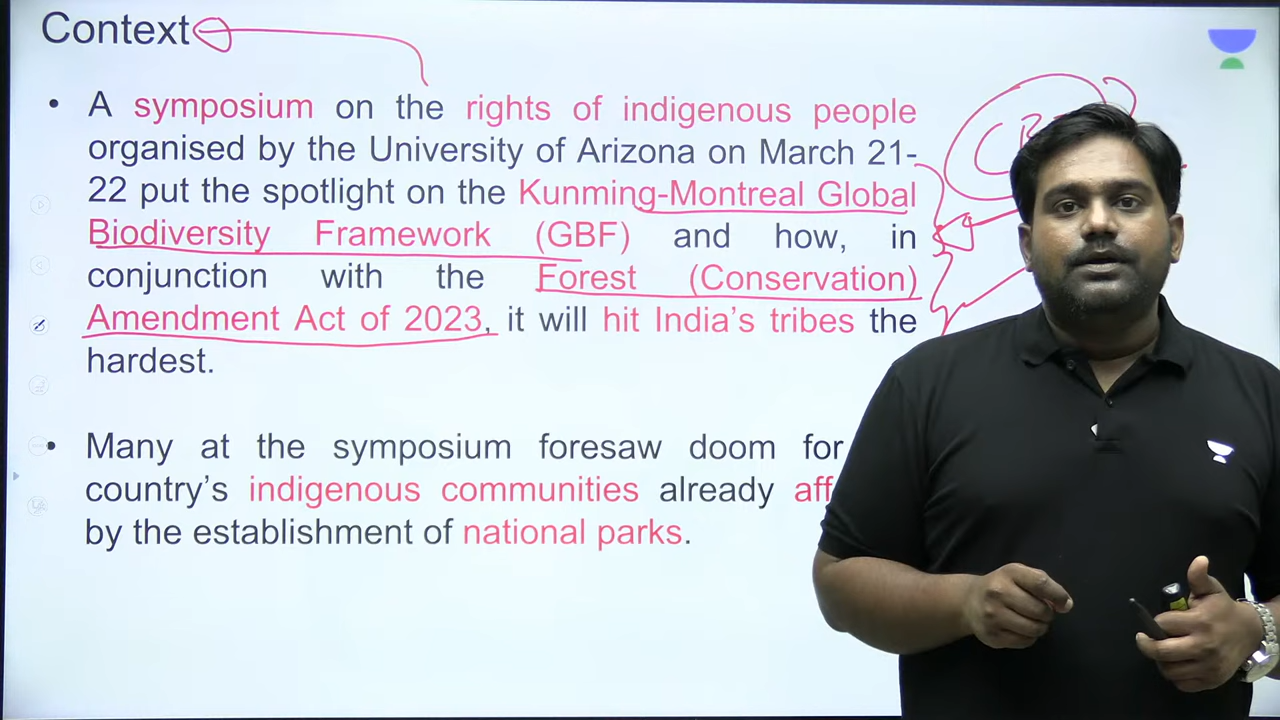 Context
• A symposium on the rights of indigenous people
organised by the University of Arizona on March 21-
22 put the spotlight on the Kunming-Montreal Global
Biodiversity Framework (GBF) and how, in
conjunction with the Forest (Conservation)
Amendment Act of 2023, it will hit India's tribes the
hardest.
• Many at the symposium foresaw doom for
country's indigenous communities already
by the establishment of national parks.